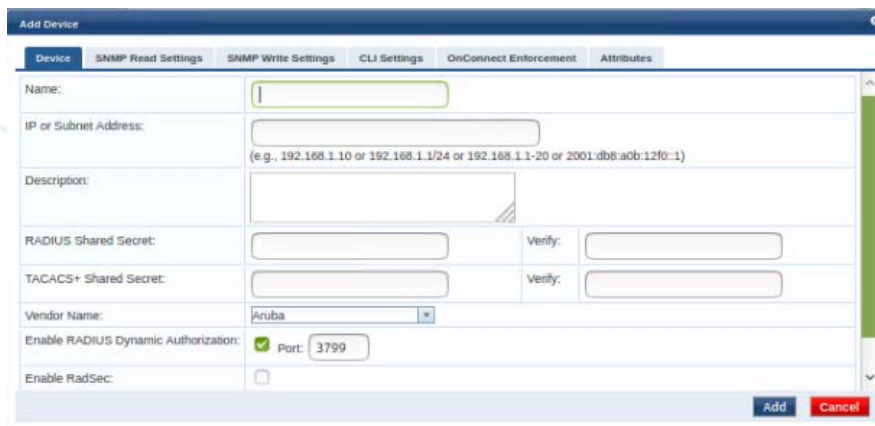 Add Device
Device SNMP Read Settings SNMP Write Settings CLI Settings OnConnect Enforcement Attributes
Name:
IP or Subnet Address:
(e.g., 192.168.1.10 or 192.168.1.1/24 or 192.168.1.1-20 or 2001:db8:a0b:12f0::1)
Description:
RADIUS Shared Secret: Verify:
TACACS+ Shared Secret: Verify:
Vendor Name: Aruba
Enable RADIUS Dynamic Authorization: Port: 3799
Enable RadSec:
Add Cancel